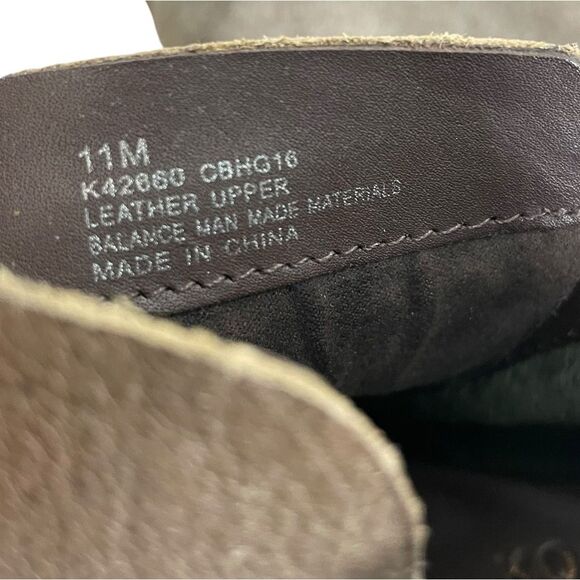 11M
K42660 CBHG16
LEATHER UPPER
BALANCE MAN MADE MATERIALS
MADE IN CHINA